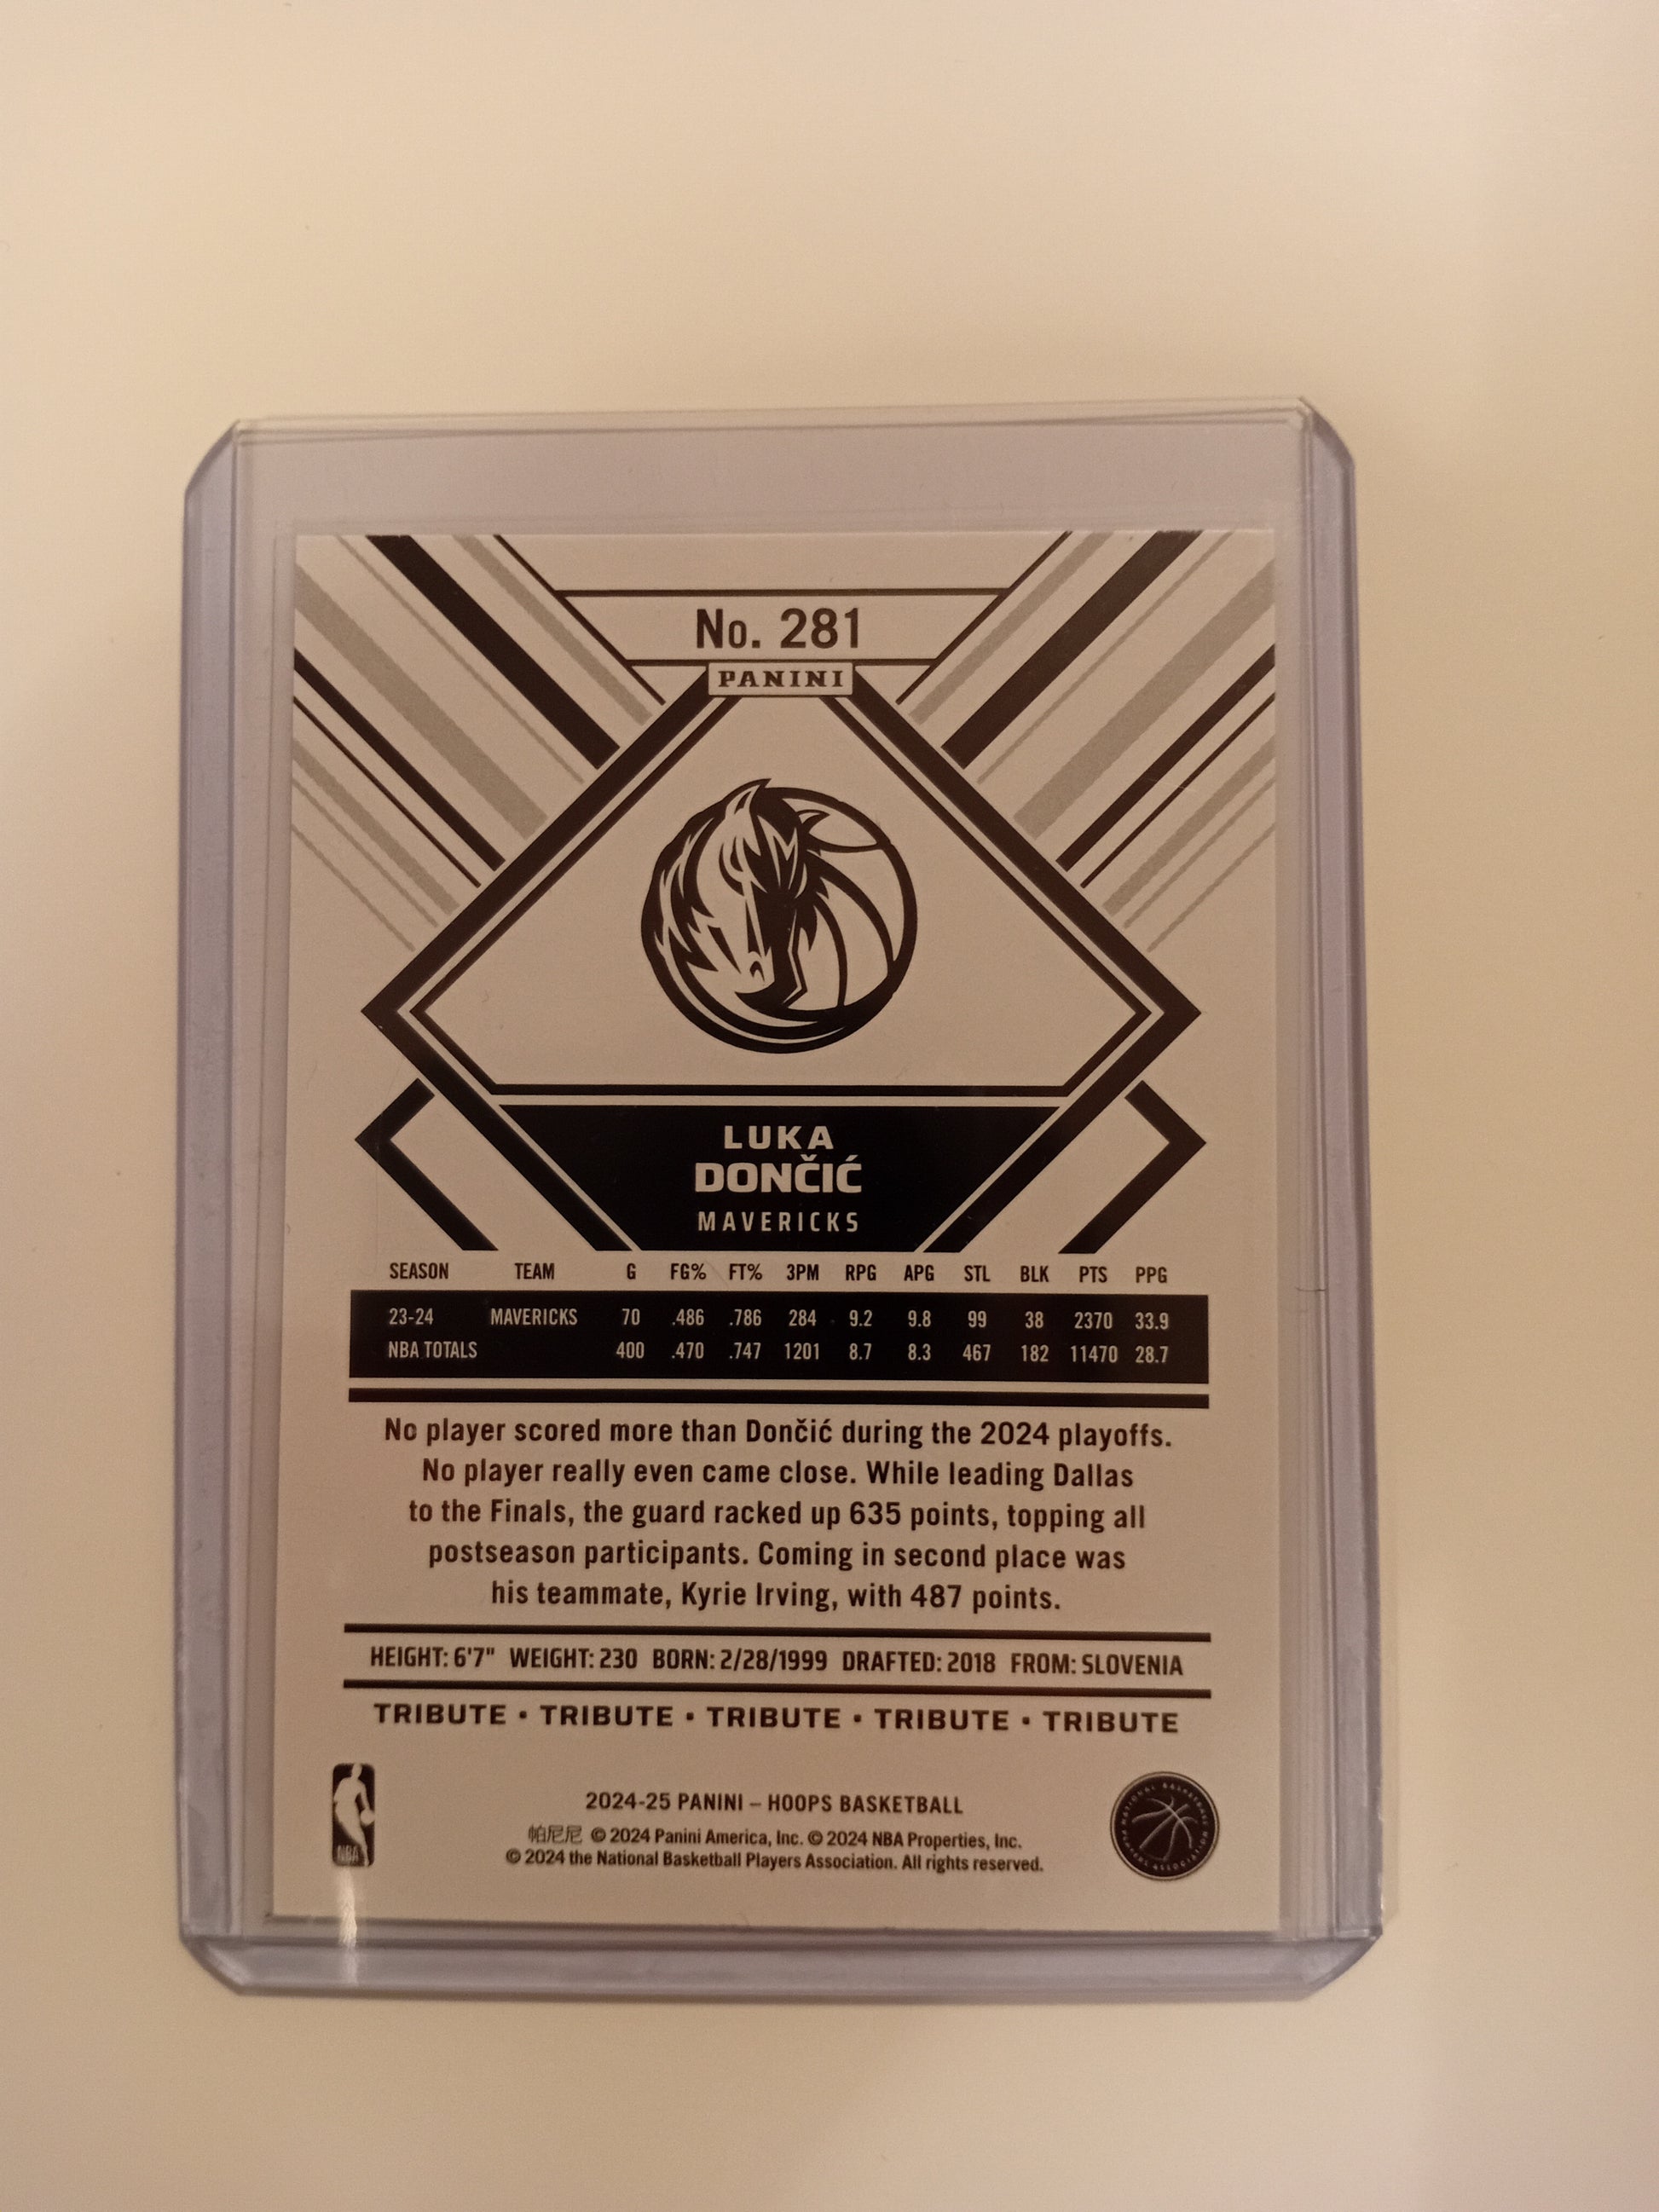 No. 281
PANINI
LUKA
DONČIĆ
MAVERICKS
SEASON TEAM G FG% FT% 3PM RPG APG STL BLK PTS PPG
23-24 MAVERICKS 70 .486 .786 284 9.2 9.8 99 38 2370 33.9
NBA TOTALS 400 .470 .747 1201 8.7 8.3 467 182 11470 28.7
No player scored more than Dončić during the 2024 playoffs.
No player really even came close. While leading Dallas
to the Finals, the guard racked up 635 points, topping all
postseason participants. Coming in second place was
his teammate, Kyrie Irving, with 487 points.
HEIGHT: 6'7" WEIGHT: 230 BORN: 2/28/1999 DRAFTED: 2018 FROM: SLOVENIA
TRIBUTE • TRIBUTE • TRIBUTE • TRIBUTE • TRIBUTE
2024-25 PANINI – HOOPS BASKETBALL
帕尼尼 © 2024 Panini America, Inc. © 2024 NBA Properties, Inc.
© 2024 the National Basketball Players Association. All rights reserved.
NBA
NATIONAL BASKETBALL PLAYERS ASSOCIATION